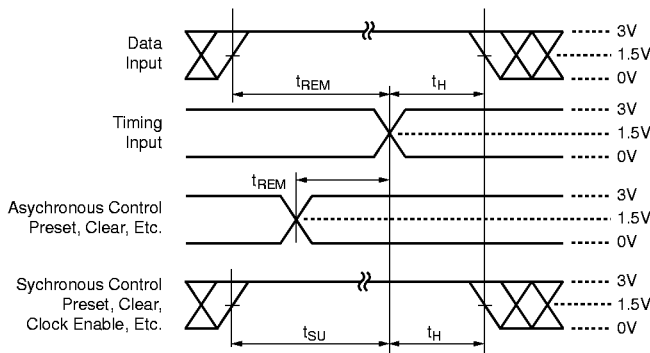 Data
Input
3V
1.5V
0V
tREM
tH
Timing
Input
3V
1.5V
0V
tREM
Asychronous Control
Preset, Clear, Etc.
3V
1.5V
0V
Sychronous Control
Preset, Clear,
Clock Enable, Etc.
3V
1.5V
0V
tSU
tH